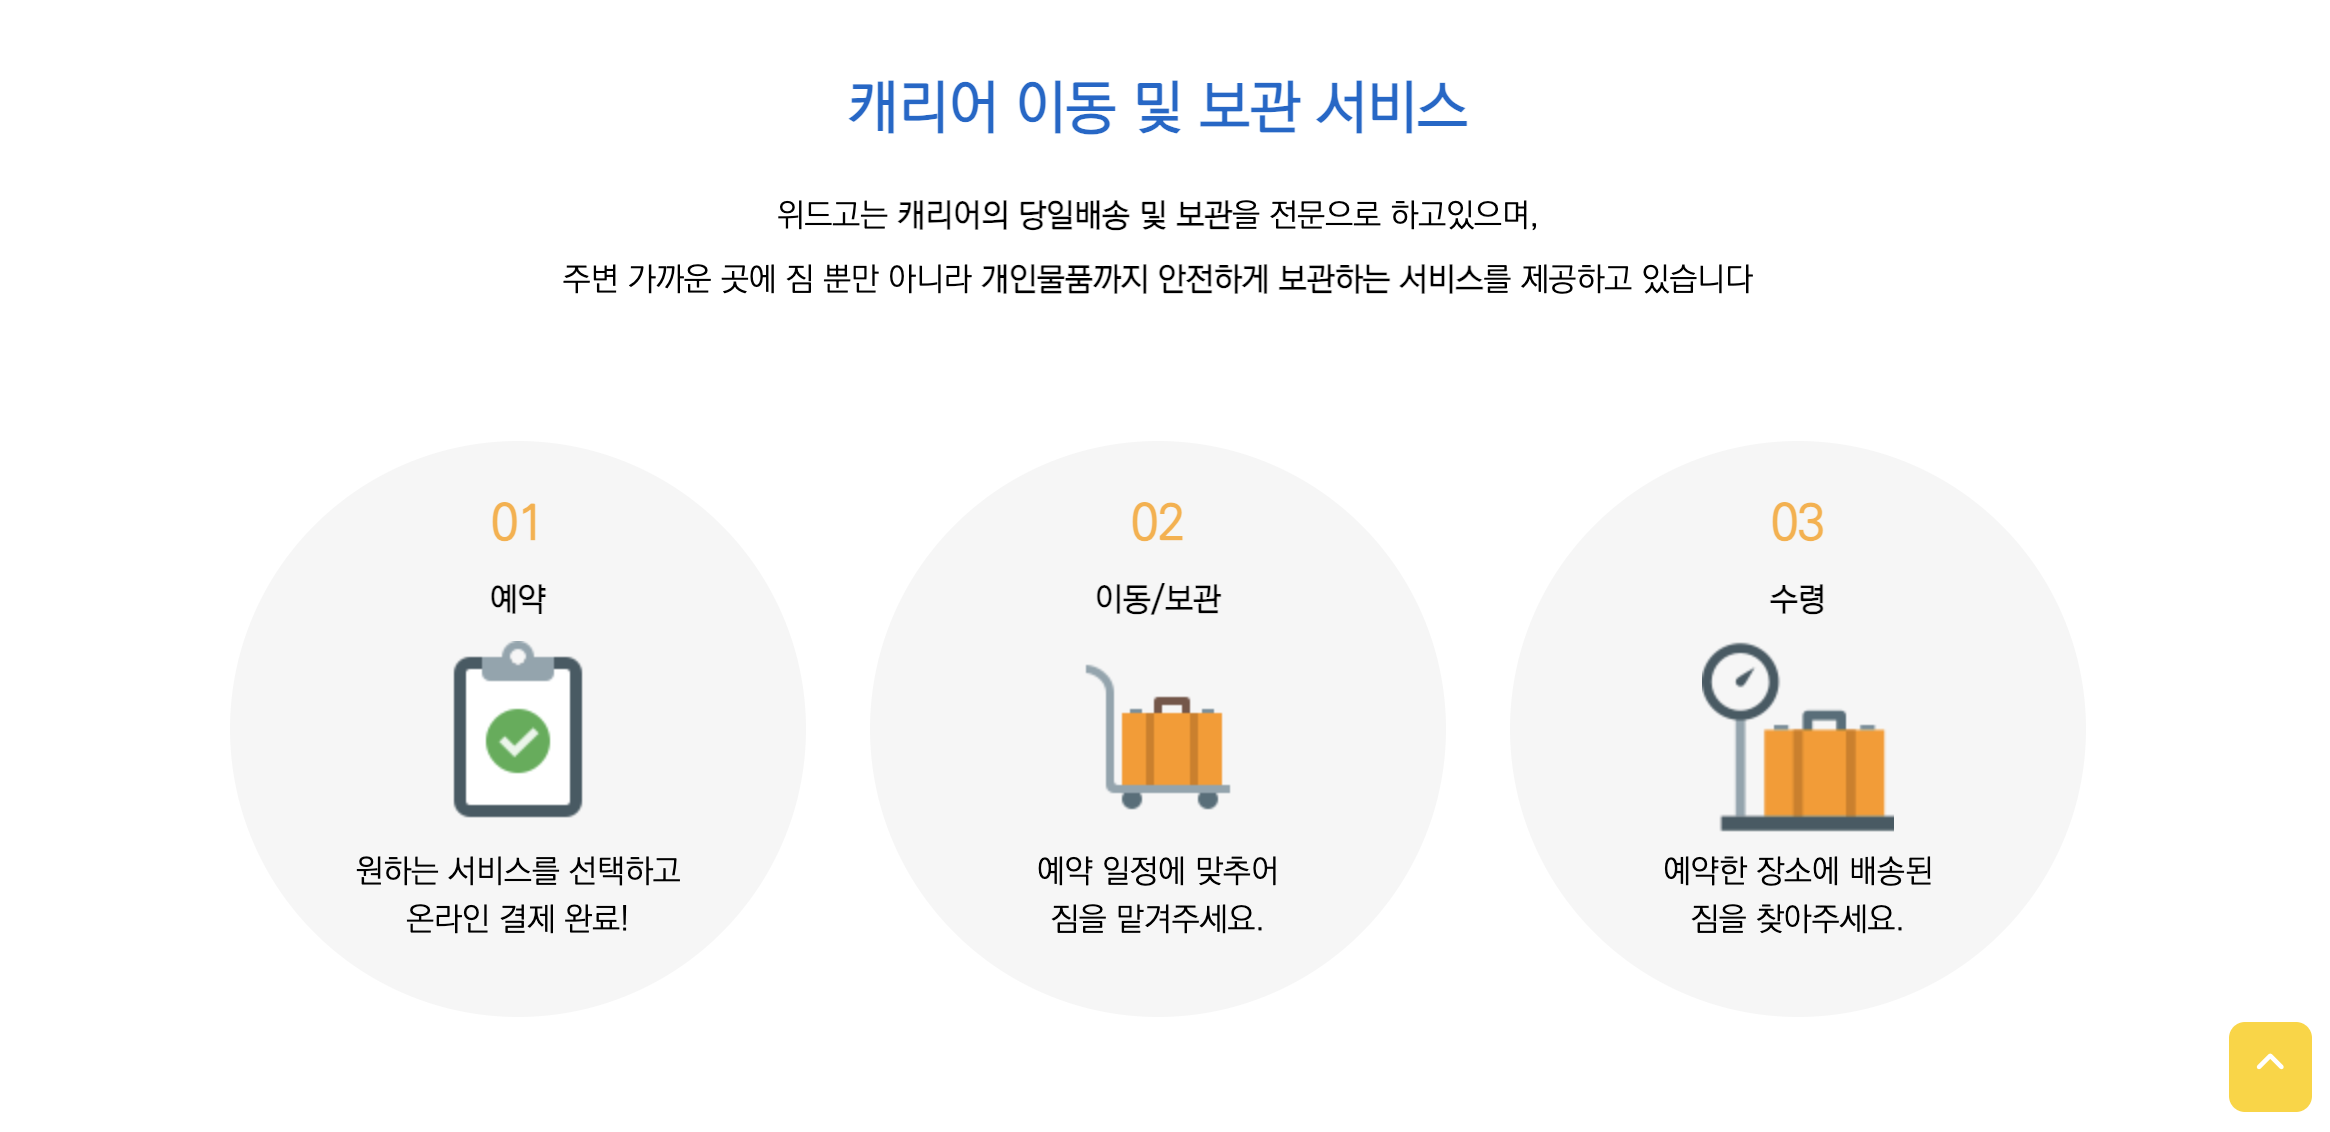 캐리어 이동 및 보관 서비스
위드고는 캐리어의 당일배송 및 보관을 전문으로 하고있으며,
주변 가까운 곳에 짐 뿐만 아니라 개인물품까지 안전하게 보관하는 서비스를 제공하고 있습니다
01
예약
원하는 서비스를 선택하고
온라인 결제 완료!
02
이동/보관
예약 일정에 맞추어
짐을 맡겨주세요.
03
수령
예약한 장소에 배송된
짐을 찾아주세요.